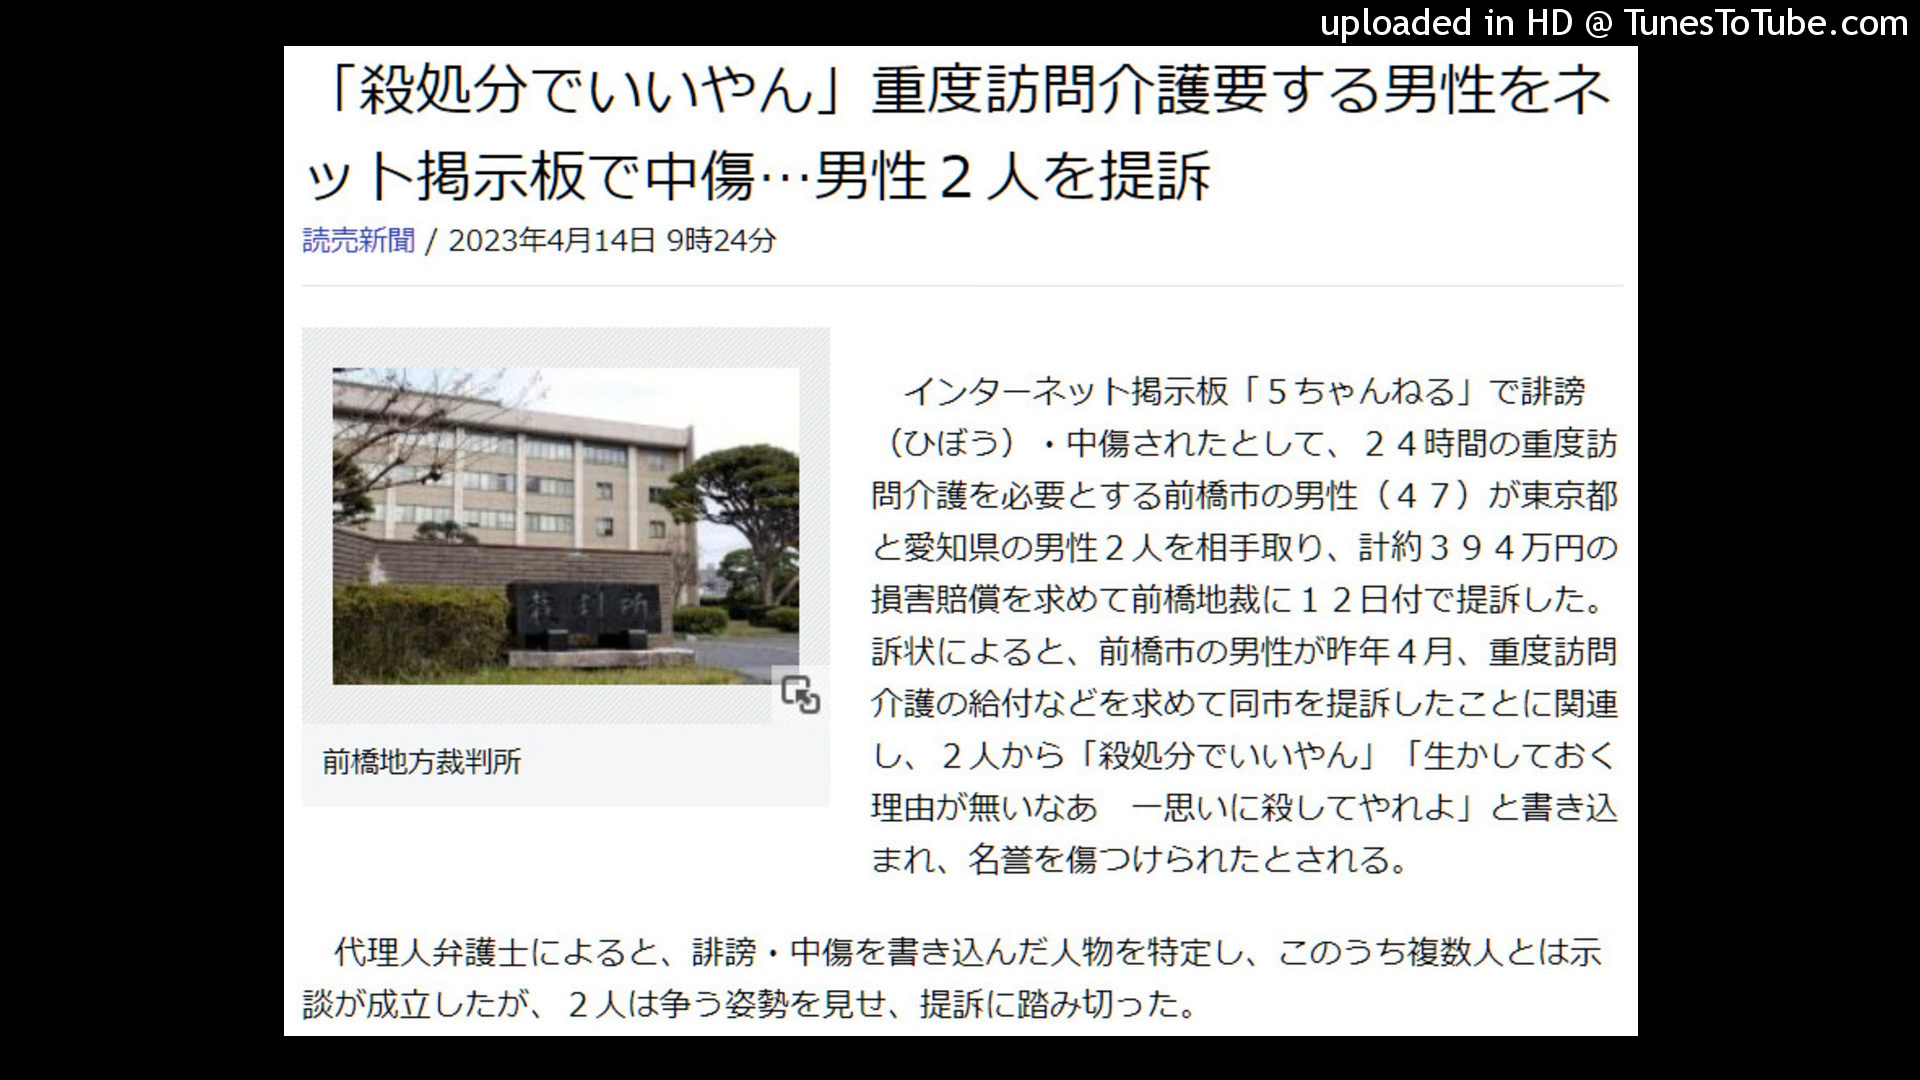 uploaded in HD @ TunesToTube.com
「殺処分でいいやん」重度訪問介護要する男性をネ
ット掲示板で中傷…男性２人を提訴
読売新聞 / 2023年4月14日 9時24分
裁判所
前橋地方裁判所
　インターネット掲示板「５ちゃんねる」で誹謗
（ひぼう）・中傷されたとして、２４時間の重度訪
問介護を必要とする前橋市の男性（４７）が東京都
と愛知県の男性２人を相手取り、計約３９４万円の
損害賠償を求めて前橋地裁に１２日付で提訴した。
訴状によると、前橋市の男性が昨年４月、重度訪問
介護の給付などを求めて同市を提訴したことに関連
し、２人から「殺処分でいいやん」「生かしておく
理由が無いなあ　一思いに殺してやれよ」と書き込
まれ、名誉を傷つけられたとされる。
　代理人弁護士によると、誹謗・中傷を書き込んだ人物を特定し、このうち複数人とは示
談が成立したが、２人は争う姿勢を見せ、提訴に踏み切った。